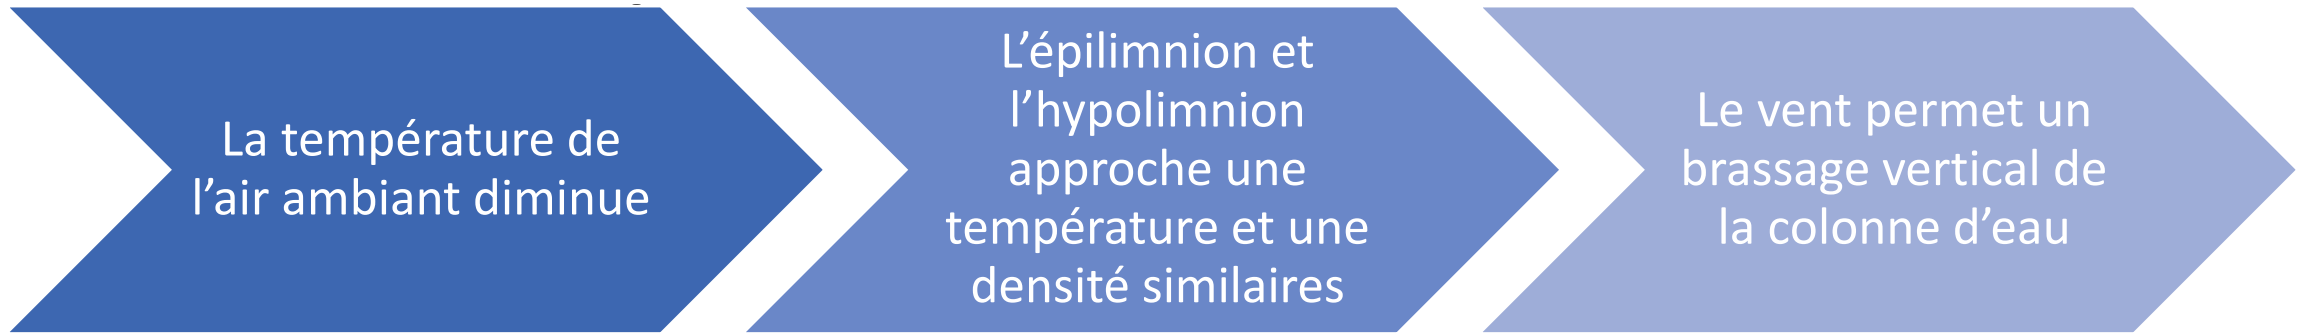 La température de
l’air ambiant diminue
L’épilimnion et
l’hypolimnion
approche une
température et une
densité similaires
Le vent permet un
brassage vertical de
la colonne d’eau